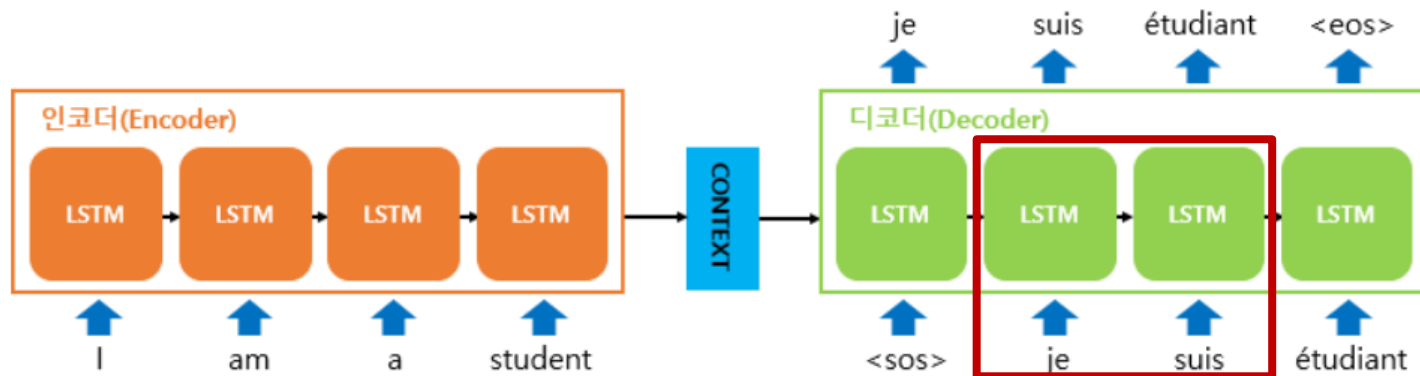 je suis étudiant <eos>
인코더(Encoder)
디코더(Decoder)
LSTM LSTM LSTM LSTM
CONTEXT
LSTM LSTM LSTM LSTM
I am a student
<sos> je suis étudiant